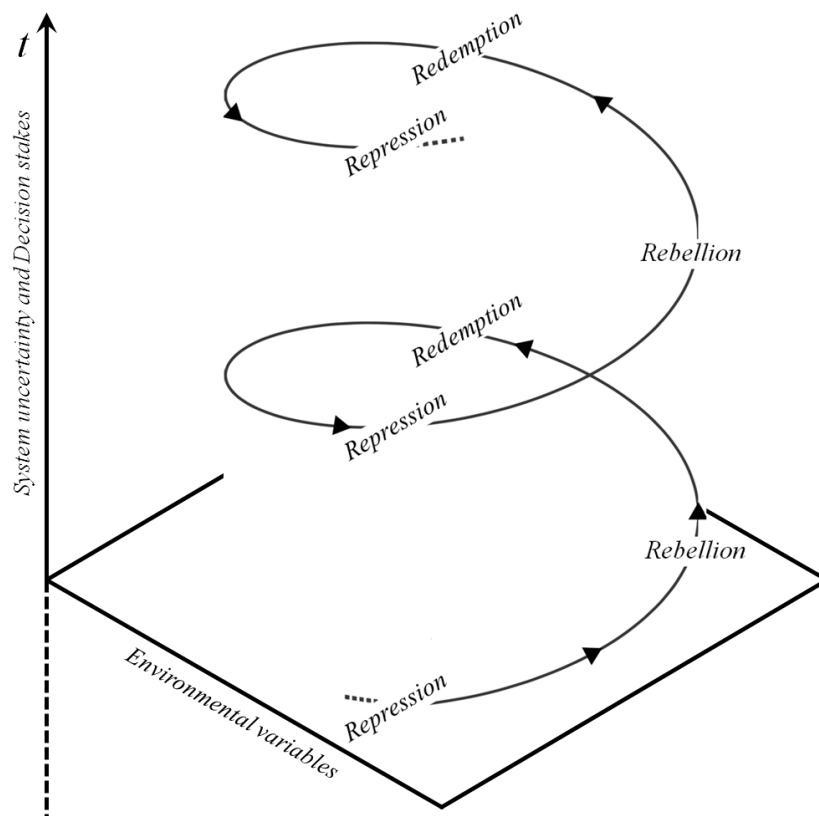 t
System uncertainty and Decision stakes
Redemption
Repression
Rebellion
Redemption
Repression
Rebellion
Repression
Environmental variables